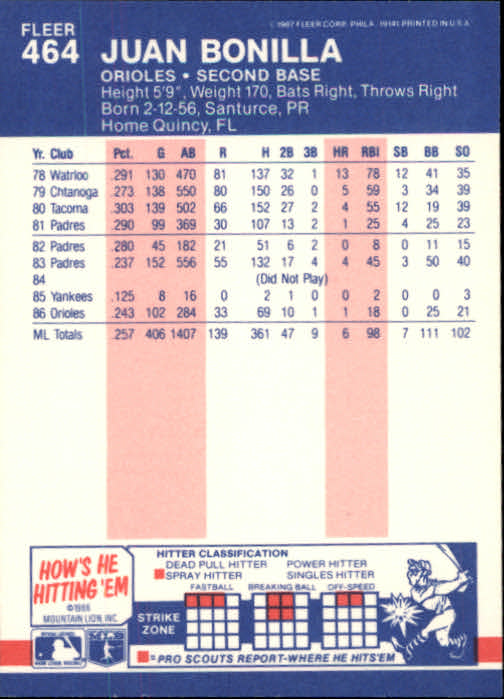 FLEER
464
© 1987 FLEER CORP. PHILA. 19141 PRINTED IN U.S.A.
JUAN BONILLA
ORIOLES • SECOND BASE
Height 5'9", Weight 170, Bats Right, Throws Right
Born 2-12-56, Santurce, PR
Home Quincy, FL
Yr. Club Pct. G AB R H 2B 3B HR RBI SB BB SO
78 Watrloo .291 130 470 81 137 32 1 13 78 12 41 35
79 Chtanoga .273 138 550 80 150 26 0 5 59 3 34 39
80 Tacoma .303 139 502 66 152 27 2 4 55 12 19 39
81 Padres .290 99 369 30 107 13 2 1 25 4 25 23
82 Padres .280 45 182 21 51 6 2 0 8 0 11 15
83 Padres .237 152 556 55 132 17 4 4 45 3 50 40
84 (Did Not Play)
85 Yankees .125 8 16 0 2 1 0 0 2 0 0 3
86 Orioles .243 102 284 33 69 10 1 1 18 0 25 21
ML Totals .257 406 1407 139 361 47 9 6 98 7 111 102
HOW'S HE
HITTING 'EM
©1986
MOUNTAIN LION INC
HITTER CLASSIFICATION
DEAD PULL HITTER POWER HITTER
SPRAY HITTER SINGLES HITTER
FASTBALL BREAKING BALL OFF-SPEED
STRIKE
ZONE
= PRO SCOUTS REPORT-WHERE HE HITS'EM